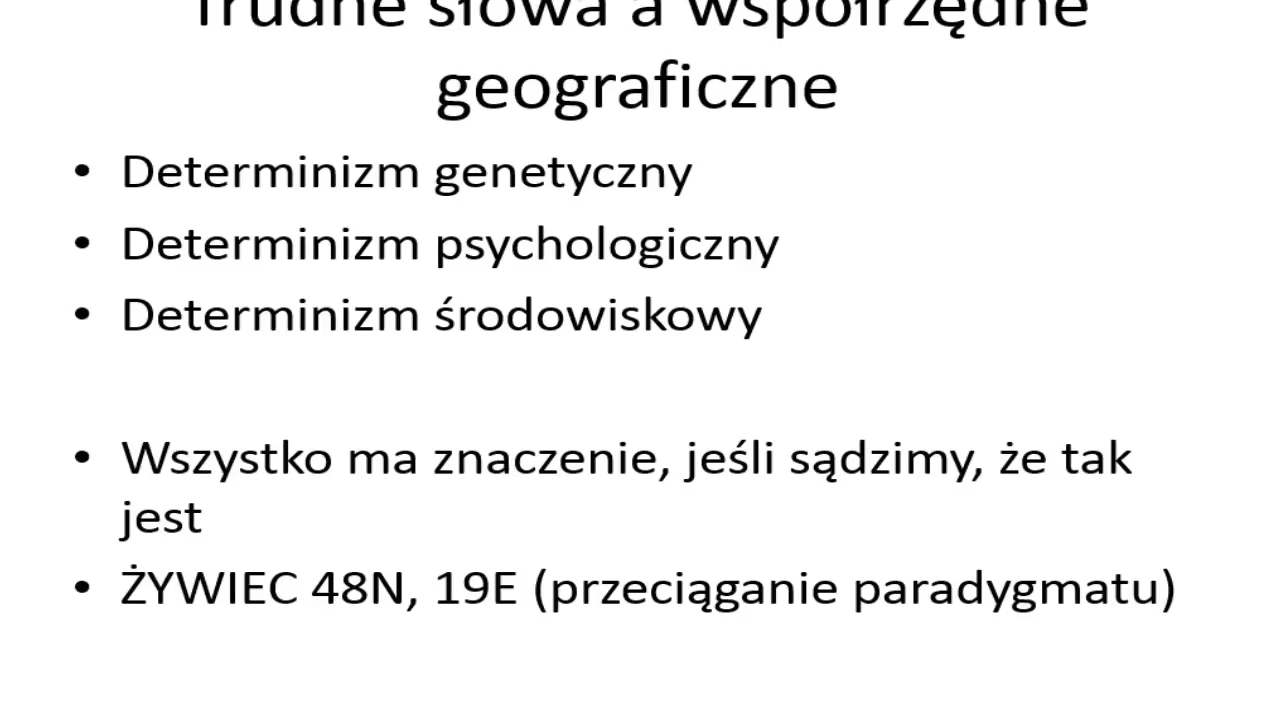 Trudne słowa a współrzędne
geograficzne
• Determinizm genetyczny
• Determinizm psychologiczny
• Determinizm środowiskowy
• Wszystko ma znaczenie, jeśli sądzimy, że tak
jest
• ŻYWIEC 48N, 19E (przeciąganie paradygmatu)